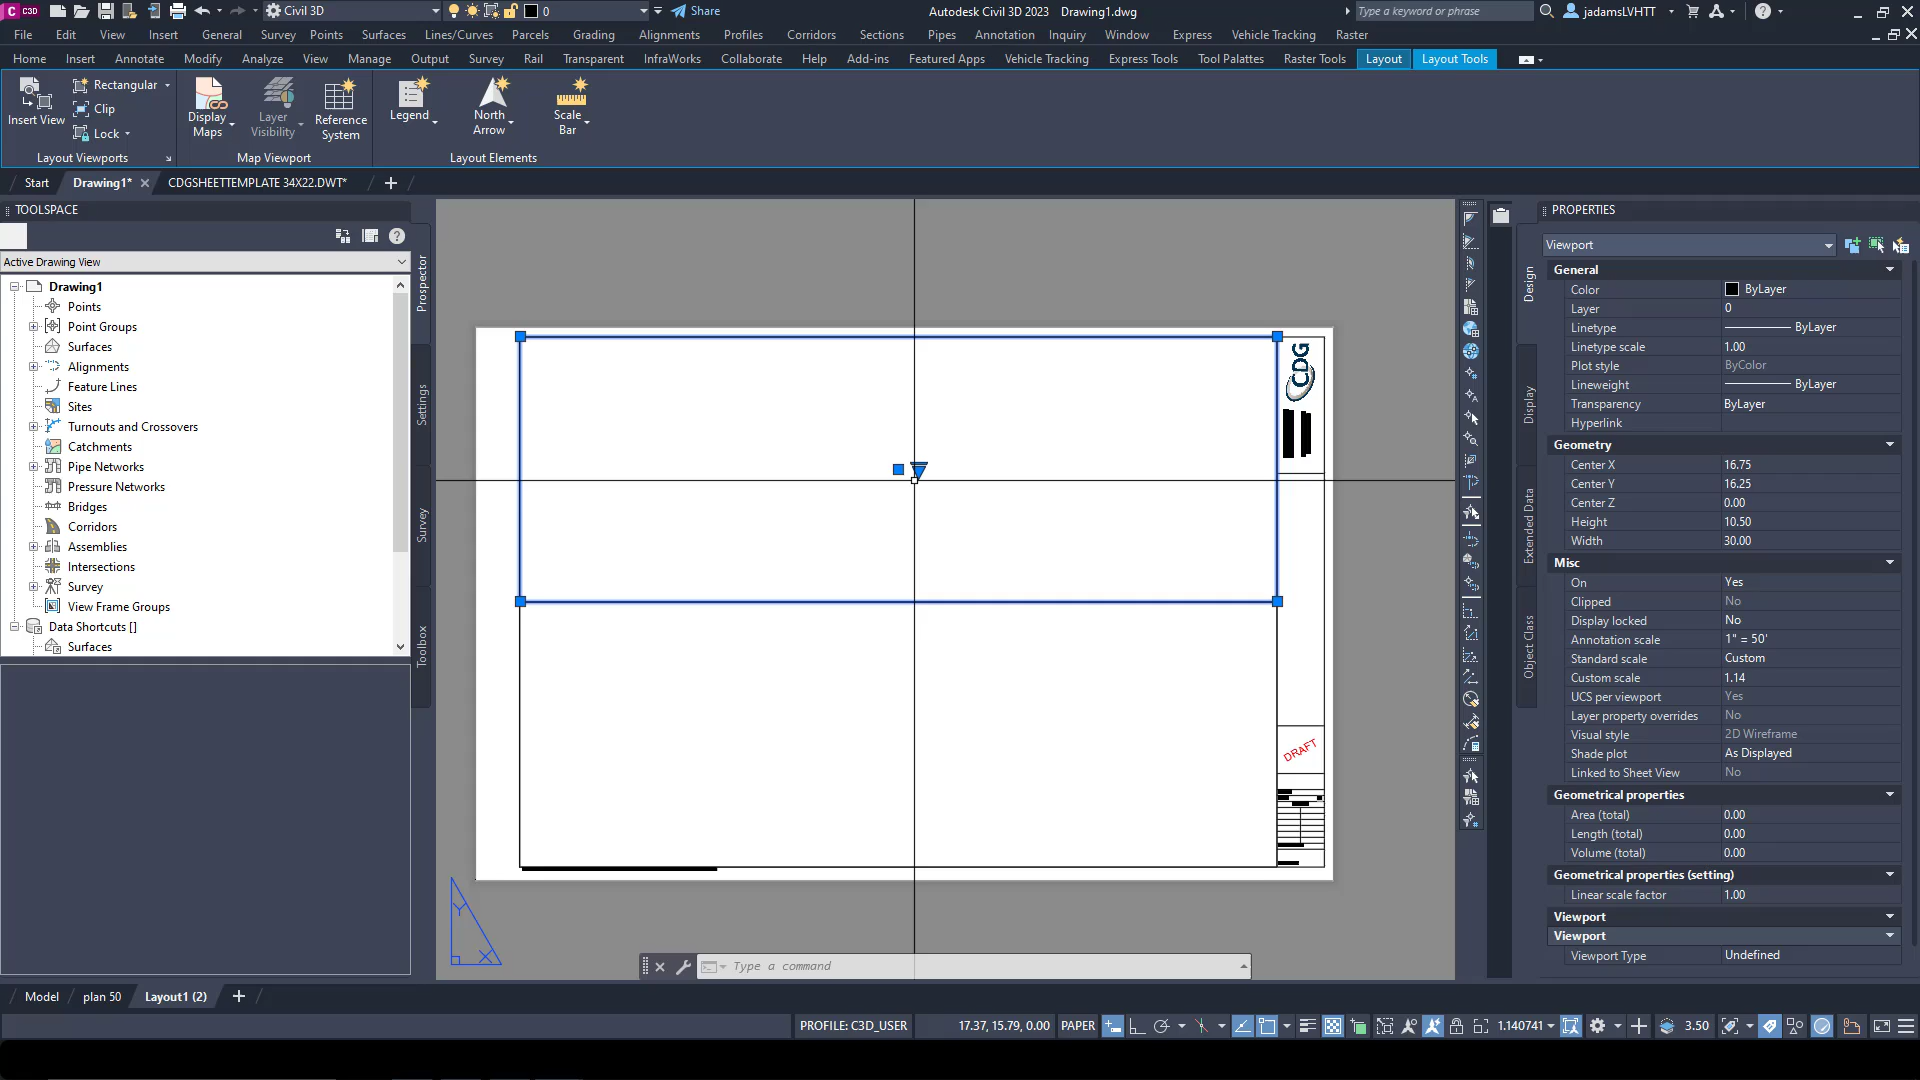 C3D
Civil 3D
0
Share
Autodesk Civil 3D 2023 Drawing1.dwg
Type a keyword or phrase
jadamsLVHTT
File Edit View Insert General Survey Points Surfaces Lines/Curves Parcels Grading Alignments Profiles Corridors Sections Pipes Annotation Inquiry Window Express Vehicle Tracking Raster
Home Insert Annotate Modify Analyze View Manage Output Survey Rail Transparent InfraWorks Collaborate Help Add-ins Featured Apps Vehicle Tracking Express Tools Tool Palettes Raster Tools Layout Layout Tools
Insert View
Rectangular
Clip
Lock
Layout Viewports
Display Maps
Layer Visibility
Reference System
Map Viewport
Legend
North Arrow
Scale Bar
Layout Elements
Start Drawing1* CDGSHEETTEMPLATE 34X22.DWT*
TOOLSPACE
Active Drawing View
Drawing1
Points
Point Groups
Surfaces
Alignments
Feature Lines
Sites
Turnouts and Crossovers
Catchments
Pipe Networks
Pressure Networks
Bridges
Corridors
Assemblies
Intersections
Survey
View Frame Groups
Data Shortcuts []
Surfaces
Prospector
Settings
Survey
Toolbox
CDG
DRAFT
Y
X
Type a command
PROPERTIES
Viewport
Design
Display
Extended Data
Object Class
General
Color ByLayer
Layer 0
Linetype ByLayer
Linetype scale 1.00
Plot style ByColor
Lineweight ByLayer
Transparency ByLayer
Hyperlink
Geometry
Center X 16.75
Center Y 16.25
Center Z 0.00
Height 10.50
Width 30.00
Misc
On Yes
Clipped No
Display locked No
Annotation scale 1" = 50'
Standard scale Custom
Custom scale 1.14
UCS per viewport Yes
Layer property overrides No
Visual style 2D Wireframe
Shade plot As Displayed
Linked to Sheet View No
Geometrical properties
Area (total) 0.00
Length (total) 0.00
Volume (total) 0.00
Geometrical properties (setting)
Linear scale factor 1.00
Viewport
Viewport
Viewport Type Undefined
Model plan 50 Layout1 (2)
PROFILE: C3D_USER 17.37, 15.79, 0.00 PAPER 1.140741 3.50